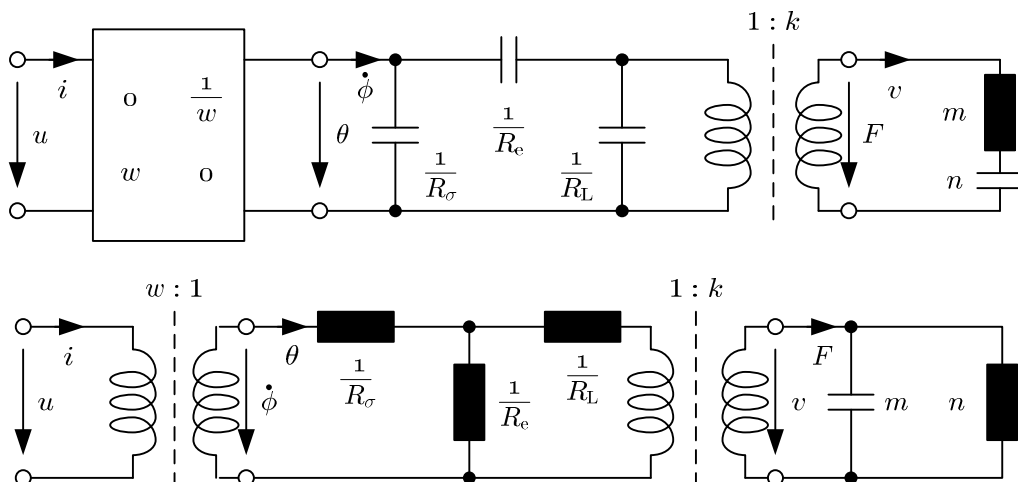 1 : k
i
u
0 1/w
w 0
θ
ϕ̇
1/Rσ
1/Re
1/RL
v
F
m
n
w : 1
1 : k
i
u
θ
ϕ̇
1/Rσ
1/Re
1/RL
F
v
m
n